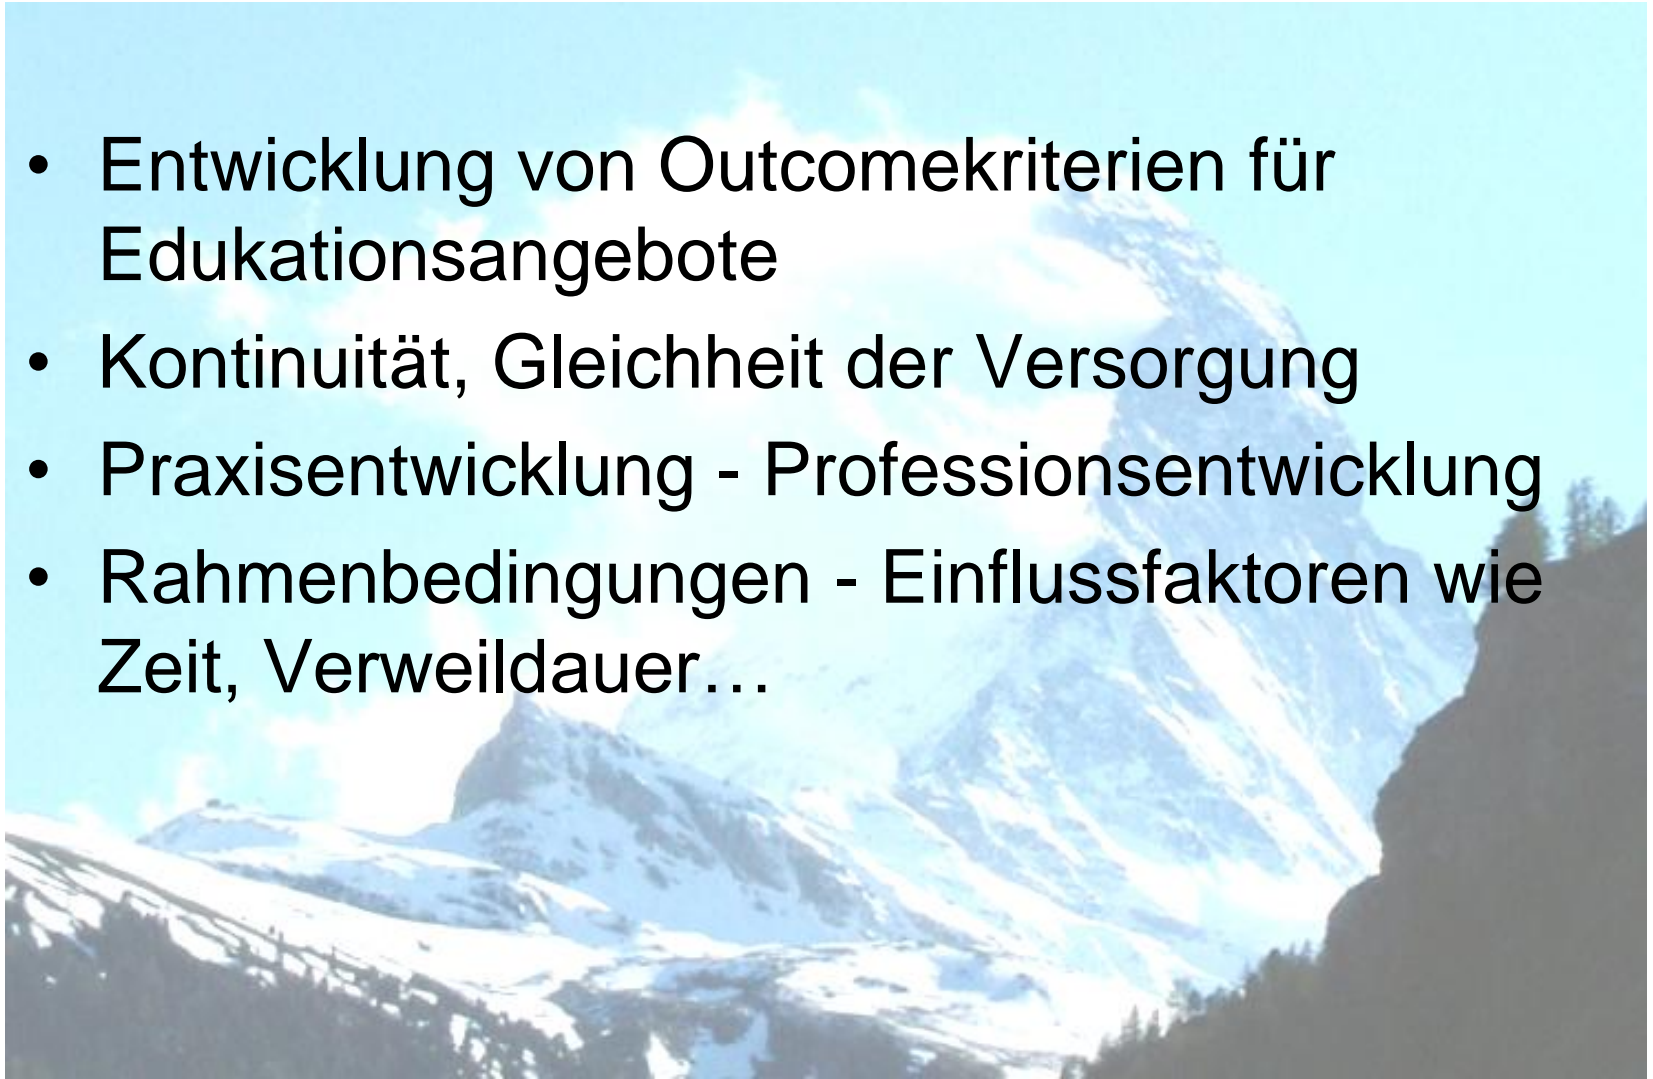 • Entwicklung von Outcomekriterien für
Edukationsangebote
• Kontinuität, Gleichheit der Versorgung
• Praxisentwicklung - Professionsentwicklung
• Rahmenbedingungen - Einflussfaktoren wie
Zeit, Verweildauer…